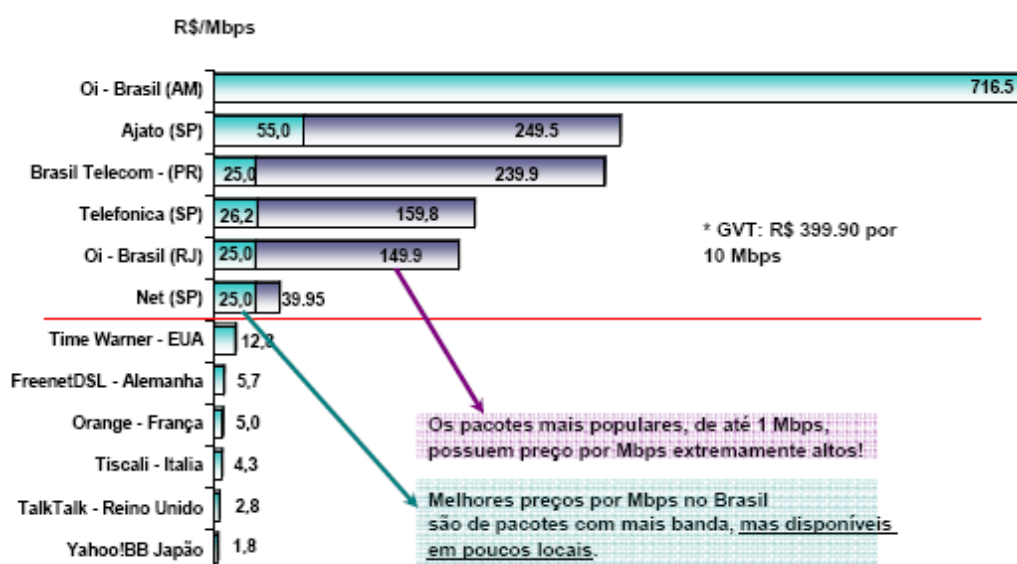 R$/Mbps
Oi - Brasil (AM) 716.5
Ajato (SP) 55,0 249.5
Brasil Telecom - (PR) 25,0 239.9
Telefonica (SP) 26,2 159,8
* GVT: R$ 399.90 por
10 Mbps
Oi - Brasil (RJ) 25,0 149.9
Net (SP) 25,0 39.95
Time Warner - EUA
FreenetDSL - Alemanha 5,7
Orange - França 5,0
Os pacotes mais populares, de até 1 Mbps,
possuem preço por Mbps extremamente altos!
Tiscali - Italia 4,3
TalkTalk - Reino Unido 2,8
Melhores preços por Mbps no Brasil
são de pacotes com mais banda, mas disponíveis
em poucos locais.
Yahoo!BB Japão 1,8